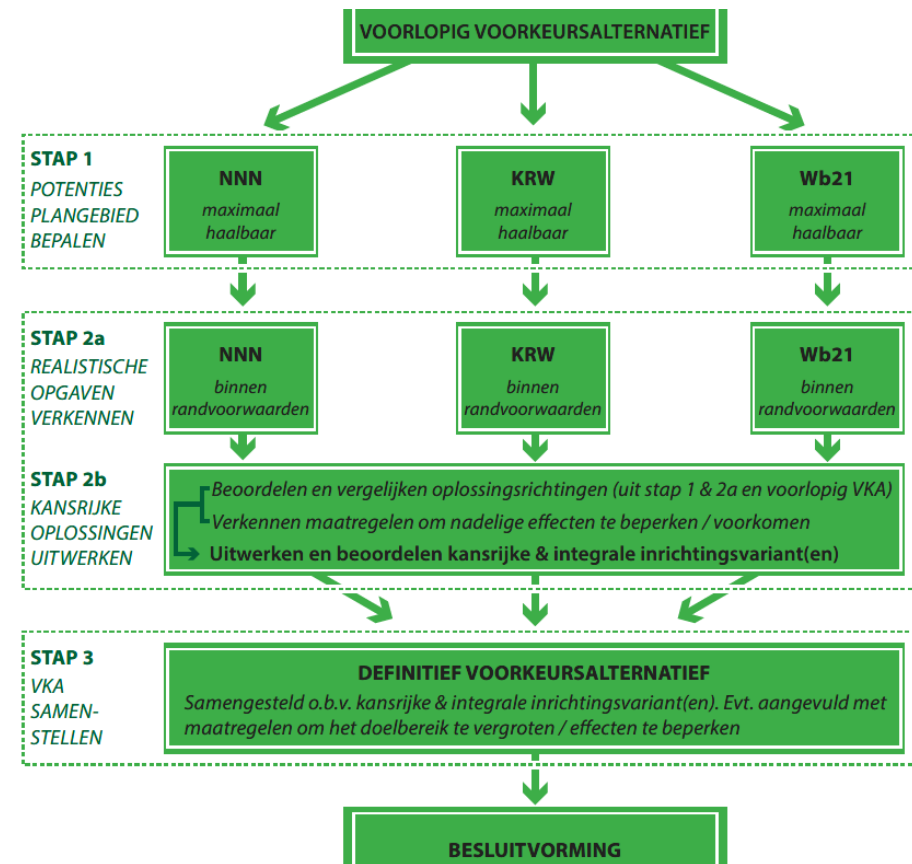 VOORLOPIG VOORKEURSALTERNATIEF
STAP 1
POTENTIES
PLANGEBIED
BEPALEN
NNN
maximaal
haalbaar
KRW
maximaal
haalbaar
Wb21
maximaal
haalbaar
STAP 2a
REALISTISCHE
OPGAVEN
VERKENNEN
NNN
binnen
randvoorwaarden
KRW
binnen
randvoorwaarden
Wb21
binnen
randvoorwaarden
STAP 2b
KANSRIJKE
OPLOSSINGEN
UITWERKEN
Beoordelen en vergelijken oplossingsrichtingen (uit stap 1 & 2a en voorlopig VKA)
Verkennen maatregelen om nadelige effecten te beperken / voorkomen
Uitwerken en beoordelen kansrijke & integrale inrichtingsvariant(en)
STAP 3
VKA
SAMEN-
STELLEN
DEFINITIEF VOORKEURSALTERNATIEF
Samengesteld o.b.v. kansrijke & integrale inrichtingsvariant(en). Evt. aangevuld met
maatregelen om het doelbereik te vergroten / effecten te beperken
BESLUITVORMING